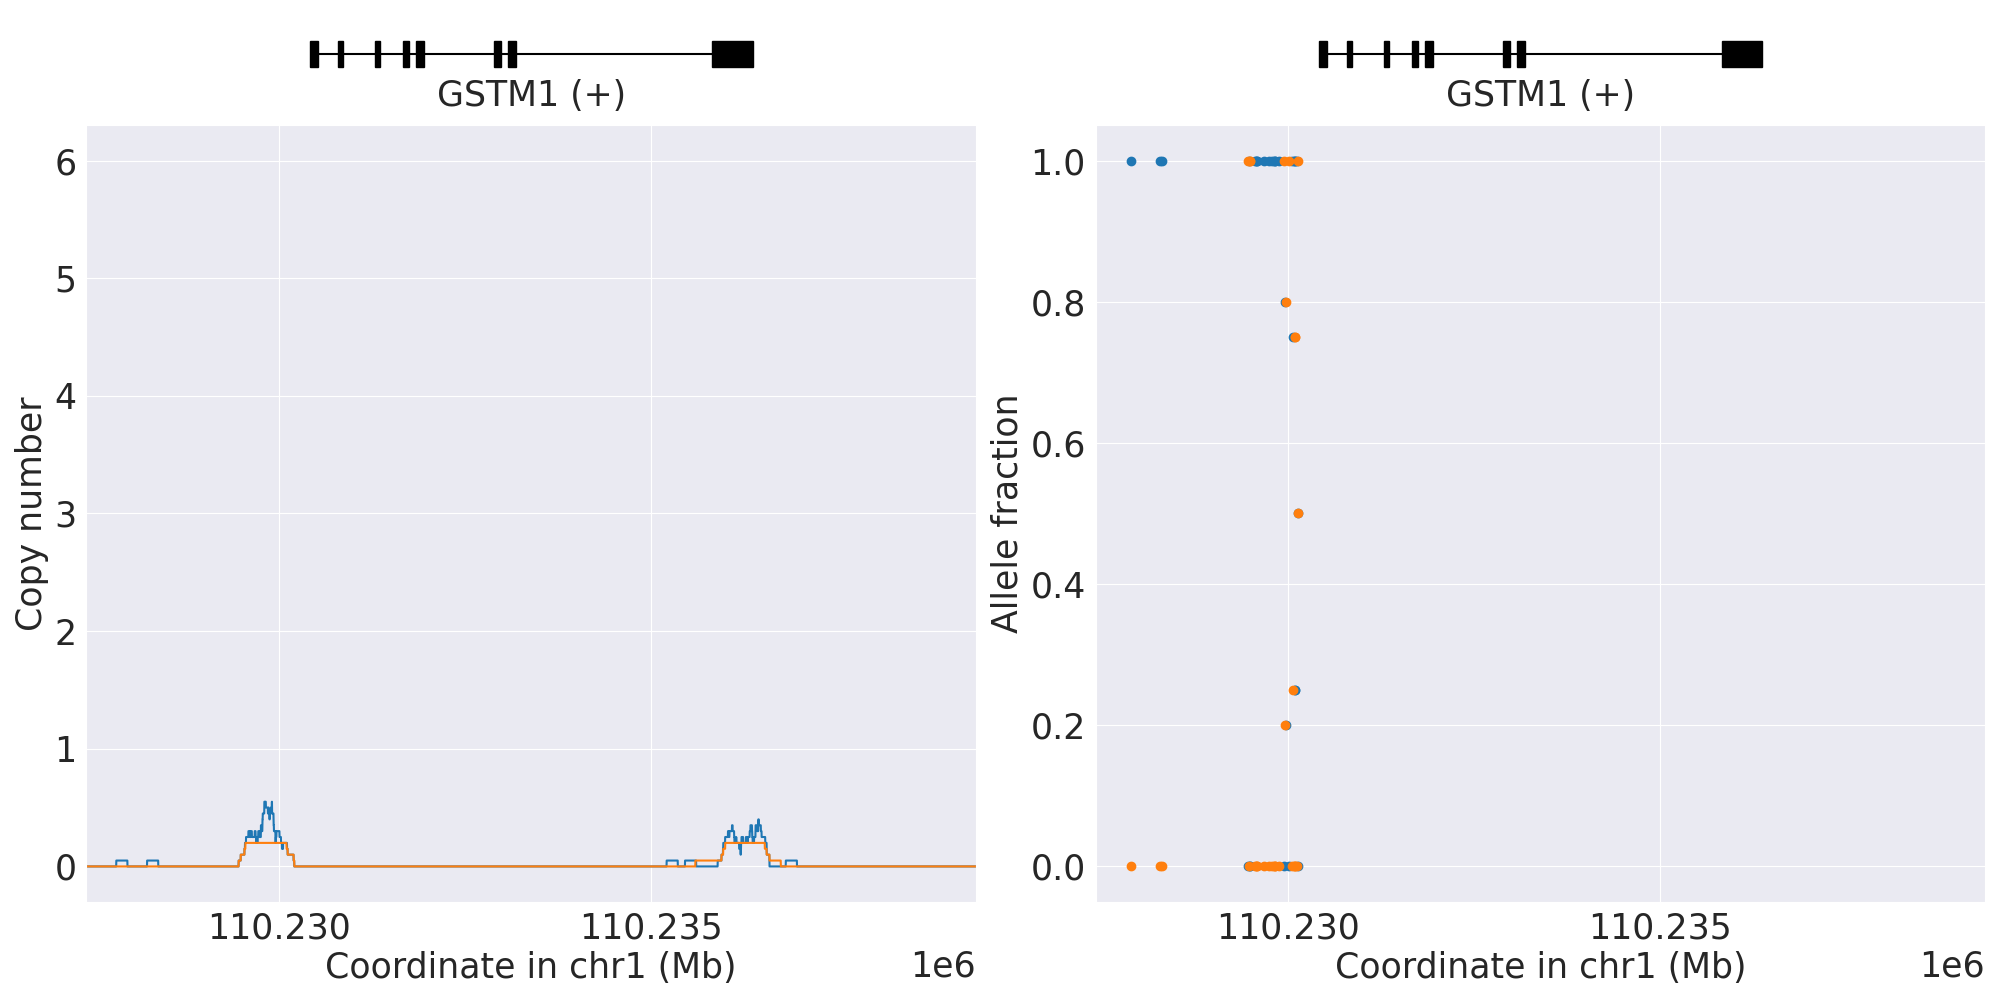 GSTM1 (+)
6
5
4
3
2
1
0
Copy number
110.230
110.235
Coordinate in chr1 (Mb)
1e6
GSTM1 (+)
1.0
0.8
0.6
0.4
0.2
0.0
Allele fraction
110.230
110.235
Coordinate in chr1 (Mb)
1e6